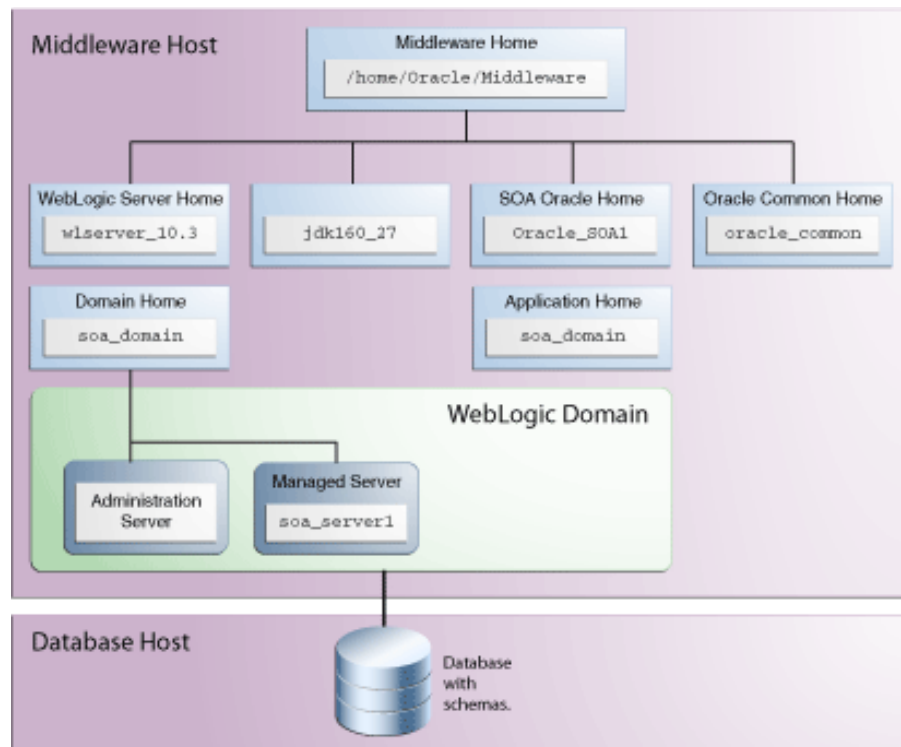 Middleware Host
Middleware Home
/home/Oracle/Middleware
WebLogic Server Home
wlserver_10.3
jdk160_27
SOA Oracle Home
Oracle_SOA1
Oracle Common Home
oracle_common
Domain Home
soa_domain
Application Home
soa_domain
WebLogic Domain
Administration
Server
Managed Server
soa_server1
Database Host
Database
with
schemas.